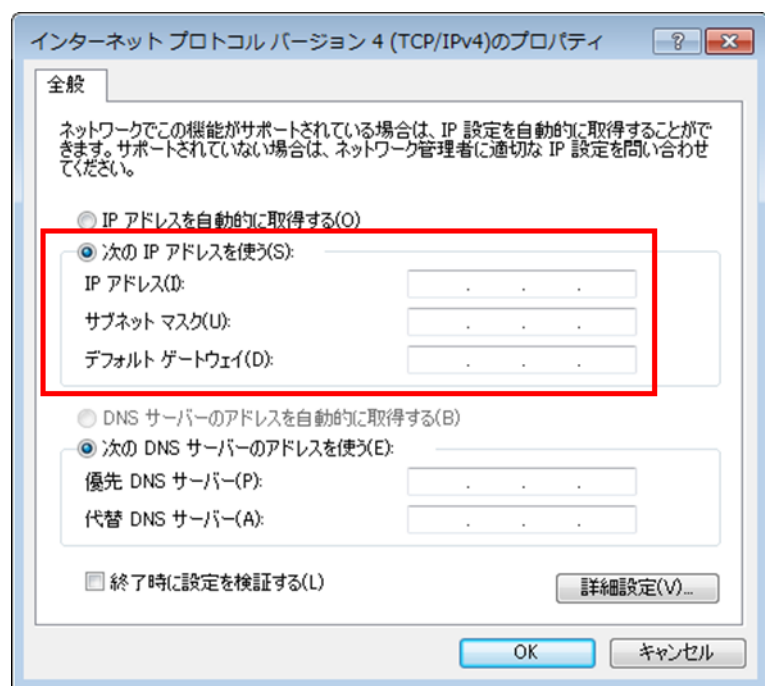 インターネット プロトコル バージョン 4 (TCP/IPv4)のプロパティ
全般
ネットワークでこの機能がサポートされている場合は、IP 設定を自動的に取得することがで
きます。サポートされていない場合は、ネットワーク管理者に適切な IP 設定を問い合わせ
てください。
IP アドレスを自動的に取得する(O)
次の IP アドレスを使う(S):
IP アドレス(I):
サブネット マスク(U):
デフォルト ゲートウェイ(D):
DNS サーバーのアドレスを自動的に取得する(B)
次の DNS サーバーのアドレスを使う(E):
優先 DNS サーバー(P):
代替 DNS サーバー(A):
終了時に設定を検証する(L)
詳細設定(V)...
OK
キャンセル